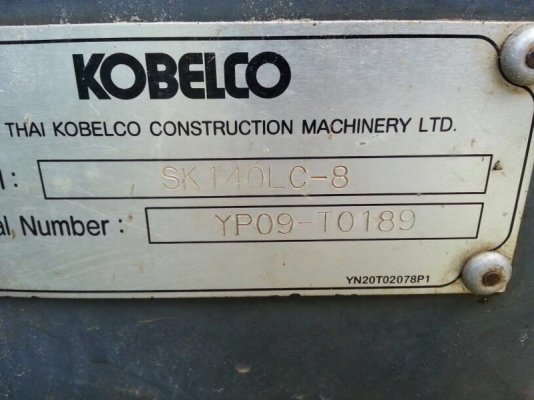 KOBELCO
THAI KOBELCO CONSTRUCTION MACHINERY LTD.
: SK140LC-8
Number : YP09-T0189
YN20T02078P1